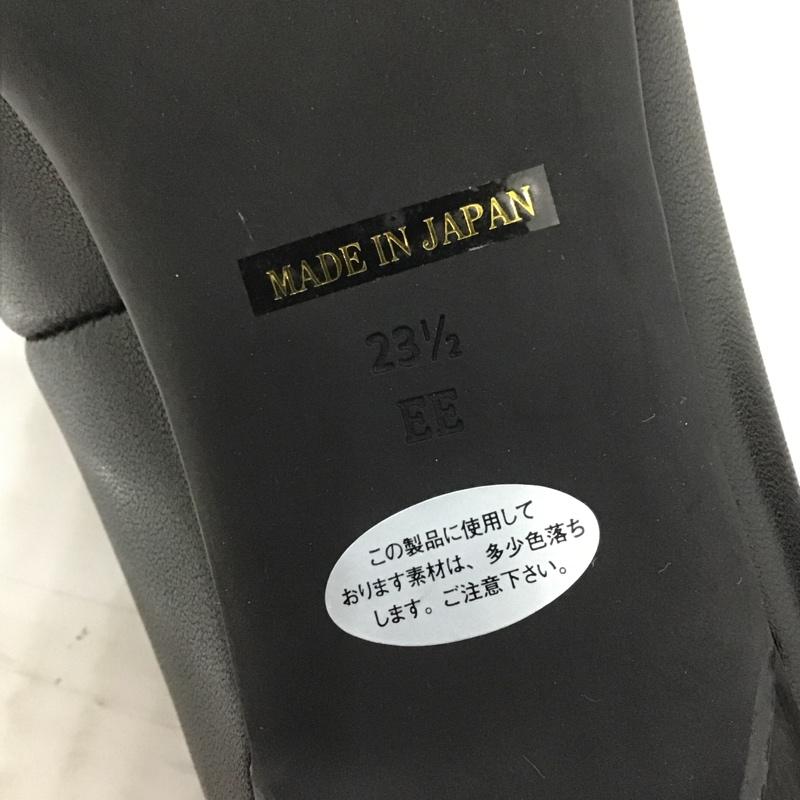 MADE IN JAPAN
23½
EE
この製品に使用して
おります素材は、多少色落ち
します。ご注意下さい。